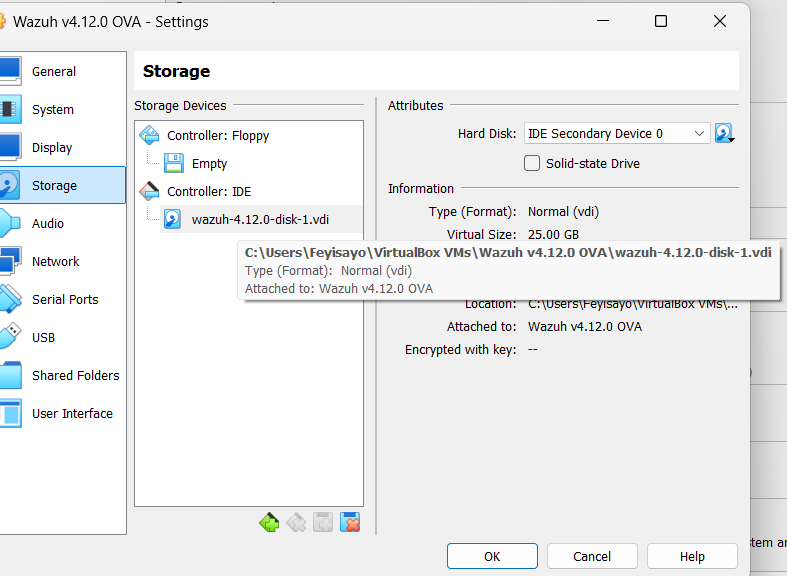 Wazuh v4.12.0 OVA - Settings
General
System
Display
Storage
Audio
Network
Serial Ports
USB
Shared Folders
User Interface
Storage
Storage Devices
Controller: Floppy
Empty
Controller: IDE
wazuh-4.12.0-disk-1.vdi
Attributes
Hard Disk: IDE Secondary Device 0
Solid-state Drive
Information
Type (Format): Normal (vdi)
Virtual Size: 25.00 GB
C:\Users\Feyisayo\VirtualBox VMs\Wazuh v4.12.0 OVA\wazuh-4.12.0-disk-1.vdi
Type (Format): Normal (vdi)
Attached to: Wazuh v4.12.0 OVA
Location: C:\Users\Feyisayo\VirtualBox VMs\...
Attached to: Wazuh v4.12.0 OVA
Encrypted with key: --
OK
Cancel
Help